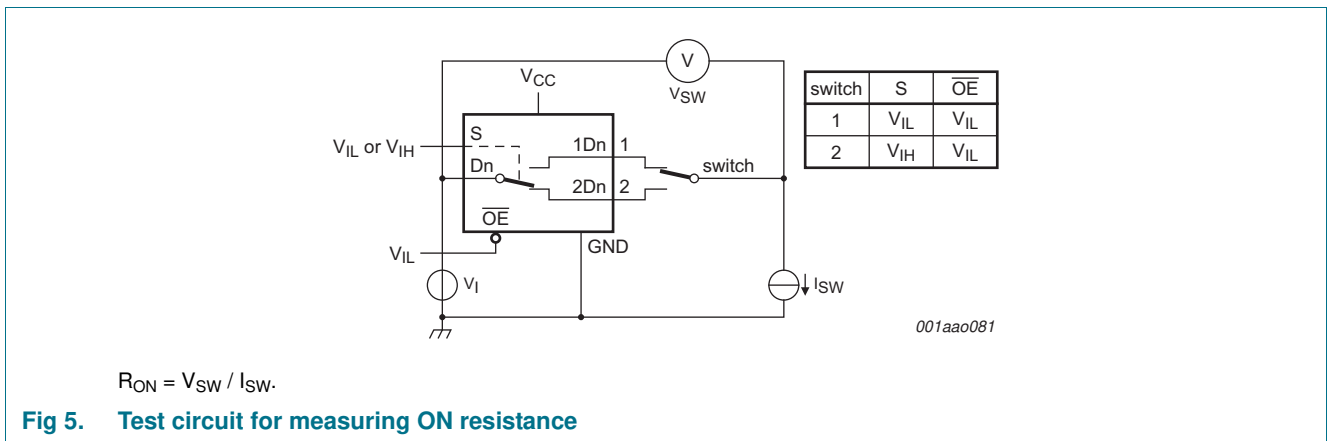 V
VSW
VCC
switch S OE
1 VIL VIL
2 VIH VIL
VIL or VIH
S
1Dn 1
Dn
switch
2Dn 2
OE
GND
VIL
VI
ISW
001aao081
RON = VSW / ISW.
Fig 5. Test circuit for measuring ON resistance